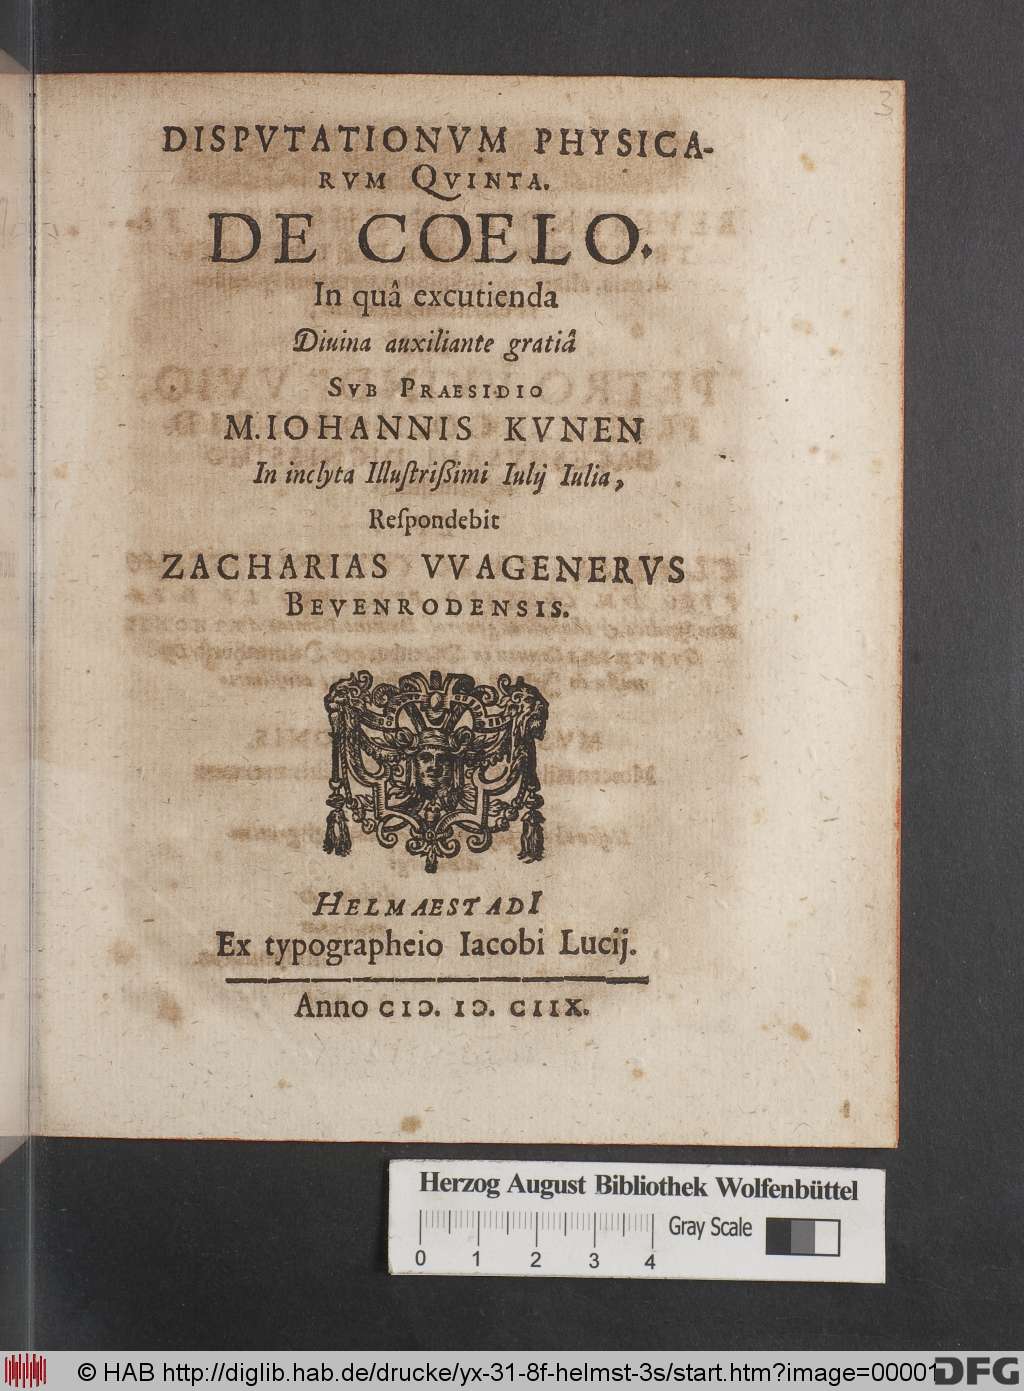 3
DISPVTATIONVM PHYSICA-
RVM QVINTA.
DE COELO.
In quâ excutienda
Diuina auxiliante gratiâ
SVB PRAESIDIO
M. IOHANNIS KVNEN
In inclyta Illuſtrißimi Iulij Iulia,
Reſpondebit
ZACHARIAS VVAGENERVS
BEVENRODENSIS.
HELMAESTADI
Ex typographeio Iacobi Lucij.
Anno CIↃ. IↃ. CIIX.
Herzog August Bibliothek Wolfenbüttel
Gray Scale
0 1 2 3 4
© HAB http://diglib.hab.de/drucke/yx-31-8f-helmst-3s/start.htm?image=00001
DFG